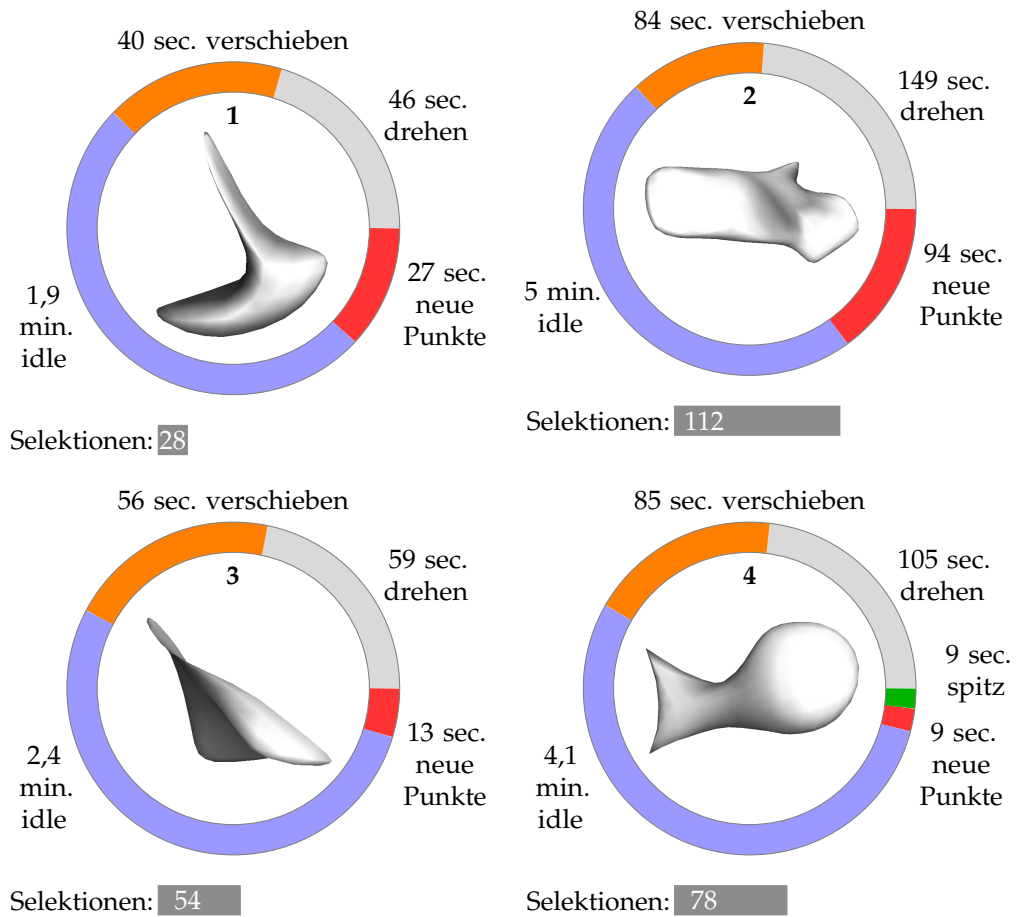 40 sec. verschieben
1
46 sec.
drehen
27 sec.
neue
Punkte
1,9
min.
idle
Selektionen: 28
84 sec. verschieben
2
149 sec.
drehen
94 sec.
neue
Punkte
5 min.
idle
Selektionen: 112
56 sec. verschieben
3
59 sec.
drehen
13 sec.
neue
Punkte
2,4
min.
idle
Selektionen: 54
85 sec. verschieben
4
105 sec.
drehen
9 sec.
spitz
9 sec.
neue
Punkte
4,1
min.
idle
Selektionen: 78